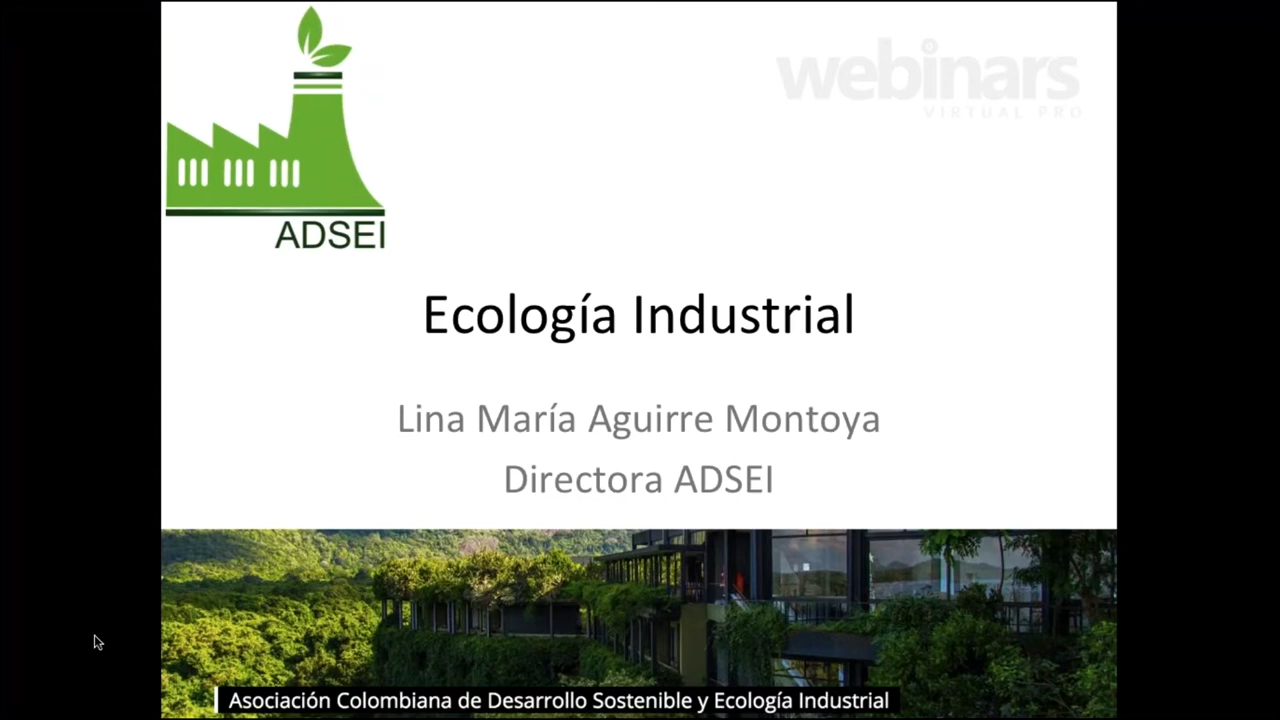 webinars
VIRTUAL PRO
ADSEI
Ecología Industrial
Lina María Aguirre Montoya
Directora ADSEI
Asociación Colombiana de Desarrollo Sostenible y Ecología Industrial